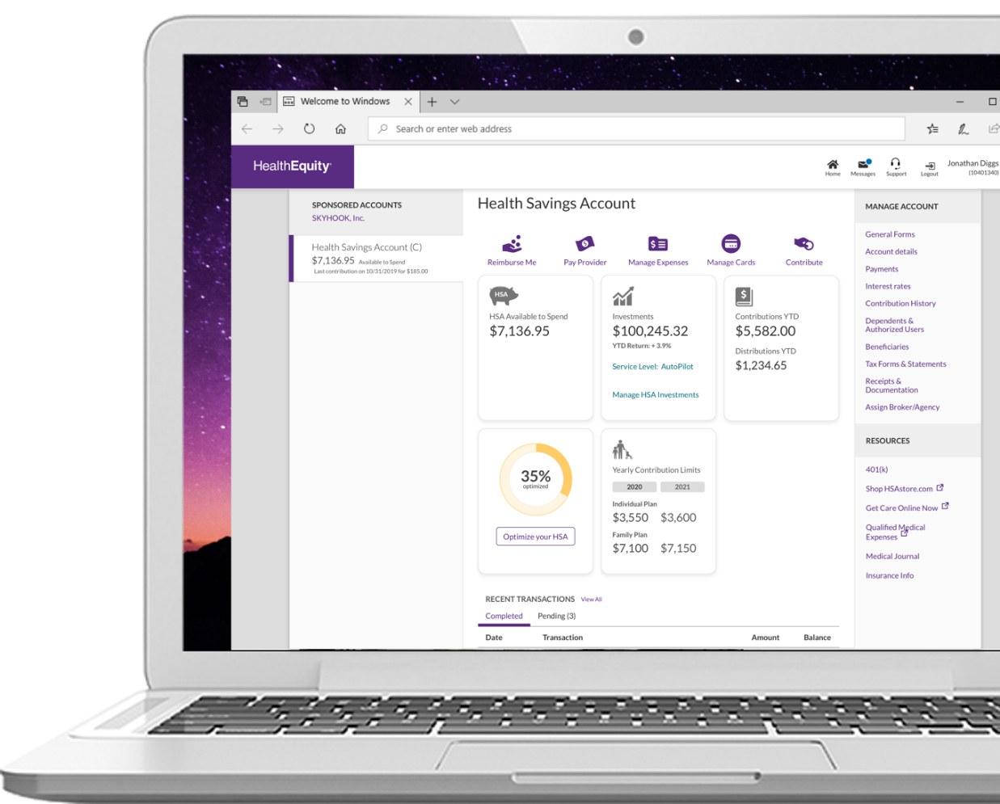 Welcome to Windows
Search or enter web address
HealthEquity
Home
Messages
Support
Logout
Jonathan Diggs
(10401340)
SPONSORED ACCOUNTS
SKYHOOK, Inc.
Health Savings Account (C)
$7,136.95 Available to Spend
Last contribution on 10/31/2019 for $185.00
Health Savings Account
Reimburse Me
Pay Provider
Manage Expenses
Manage Cards
Contribute
HSA
HSA Available to Spend
$7,136.95
Investments
$100,245.32
YTD Return: + 3.9%
Service Level: AutoPilot
Manage HSA Investments
Contributions YTD
$5,582.00
Distributions YTD
$1,234.65
35%
optimized
Optimize your HSA
Yearly Contribution Limits
2020 2021
Individual Plan
$3,550 $3,600
Family Plan
$7,100 $7,150
RECENT TRANSACTIONS View All
Completed Pending (3)
Date Transaction Amount Balance
MANAGE ACCOUNT
General Forms
Account details
Payments
Interest rates
Contribution History
Dependents &
Authorized Users
Beneficiaries
Tax Forms & Statements
Receipts &
Documentation
Assign Broker/Agency
RESOURCES
401(k)
Shop HSAstore.com
Get Care Online Now
Qualified Medical
Expenses
Medical Journal
Insurance Info